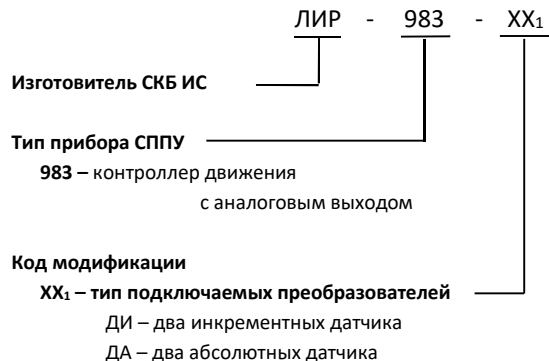 ЛИР - 983 - XX₁
Изготовитель СКБ ИС
Тип прибора СППУ
983 – контроллер движения
с аналоговым выходом
Код модификации
XX₁ – тип подключаемых преобразователей
ДИ – два инкрементных датчика
ДА – два абсолютных датчика